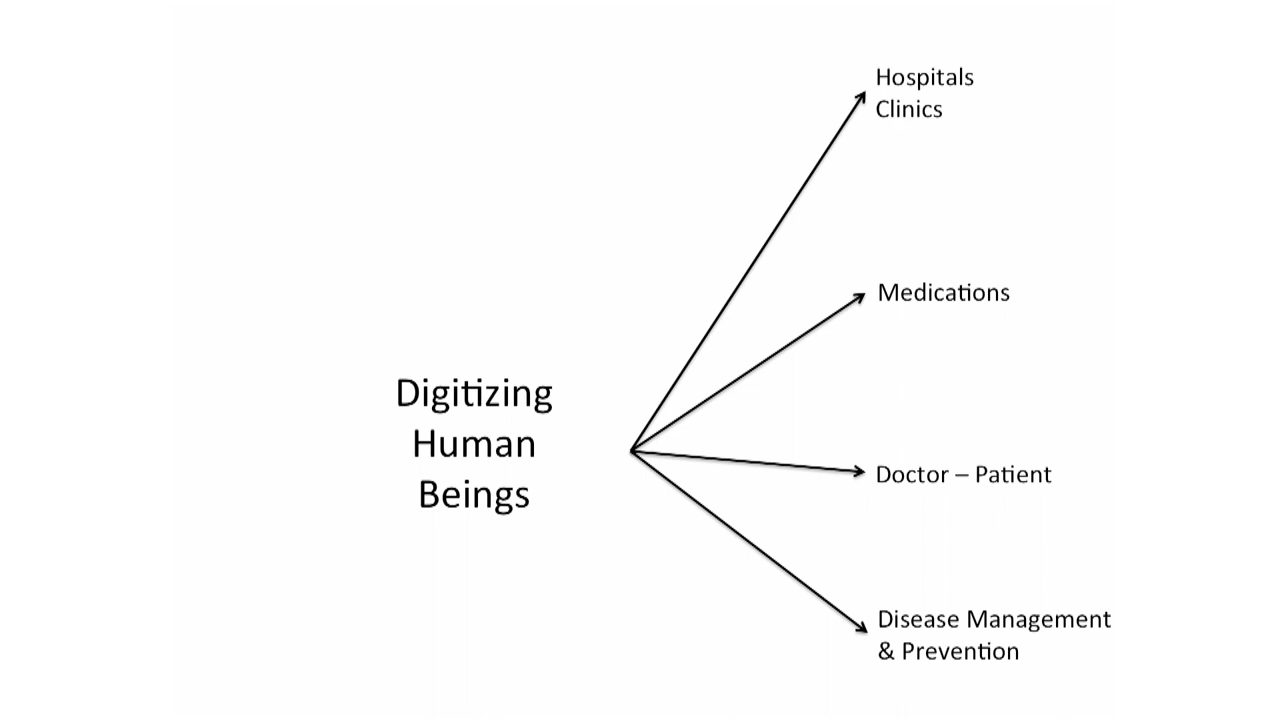 Hospitals
Clinics
Medications
Digitizing
Human
Beings
Doctor – Patient
Disease Management
& Prevention